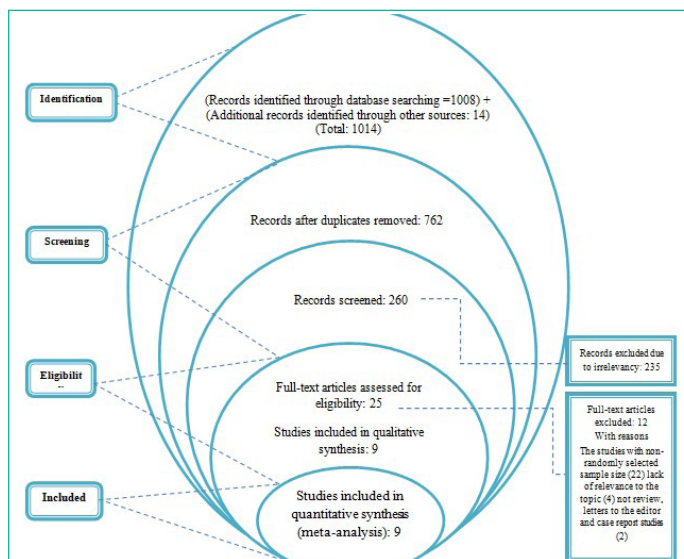 Identification
(Records identified through database searching =1008) +
(Additional records identified through other sources: 14)
(Total: 1014)
Records after duplicates removed: 762
Screening
Records screened: 260
Records excluded due
to irrelevancy: 235
Eligibilit
Full-text articles assessed for
eligibility: 25
Studies included in qualitative
synthesis: 9
Full-text articles
excluded: 12
With reasons
The studies with non-
randomly selected
sample size (22) lack
of relevance to the
topic (4) not review,
letters to the editor
and case report studies
(2)
Included
Studies included in
quantitative synthesis
(meta-analysis): 9